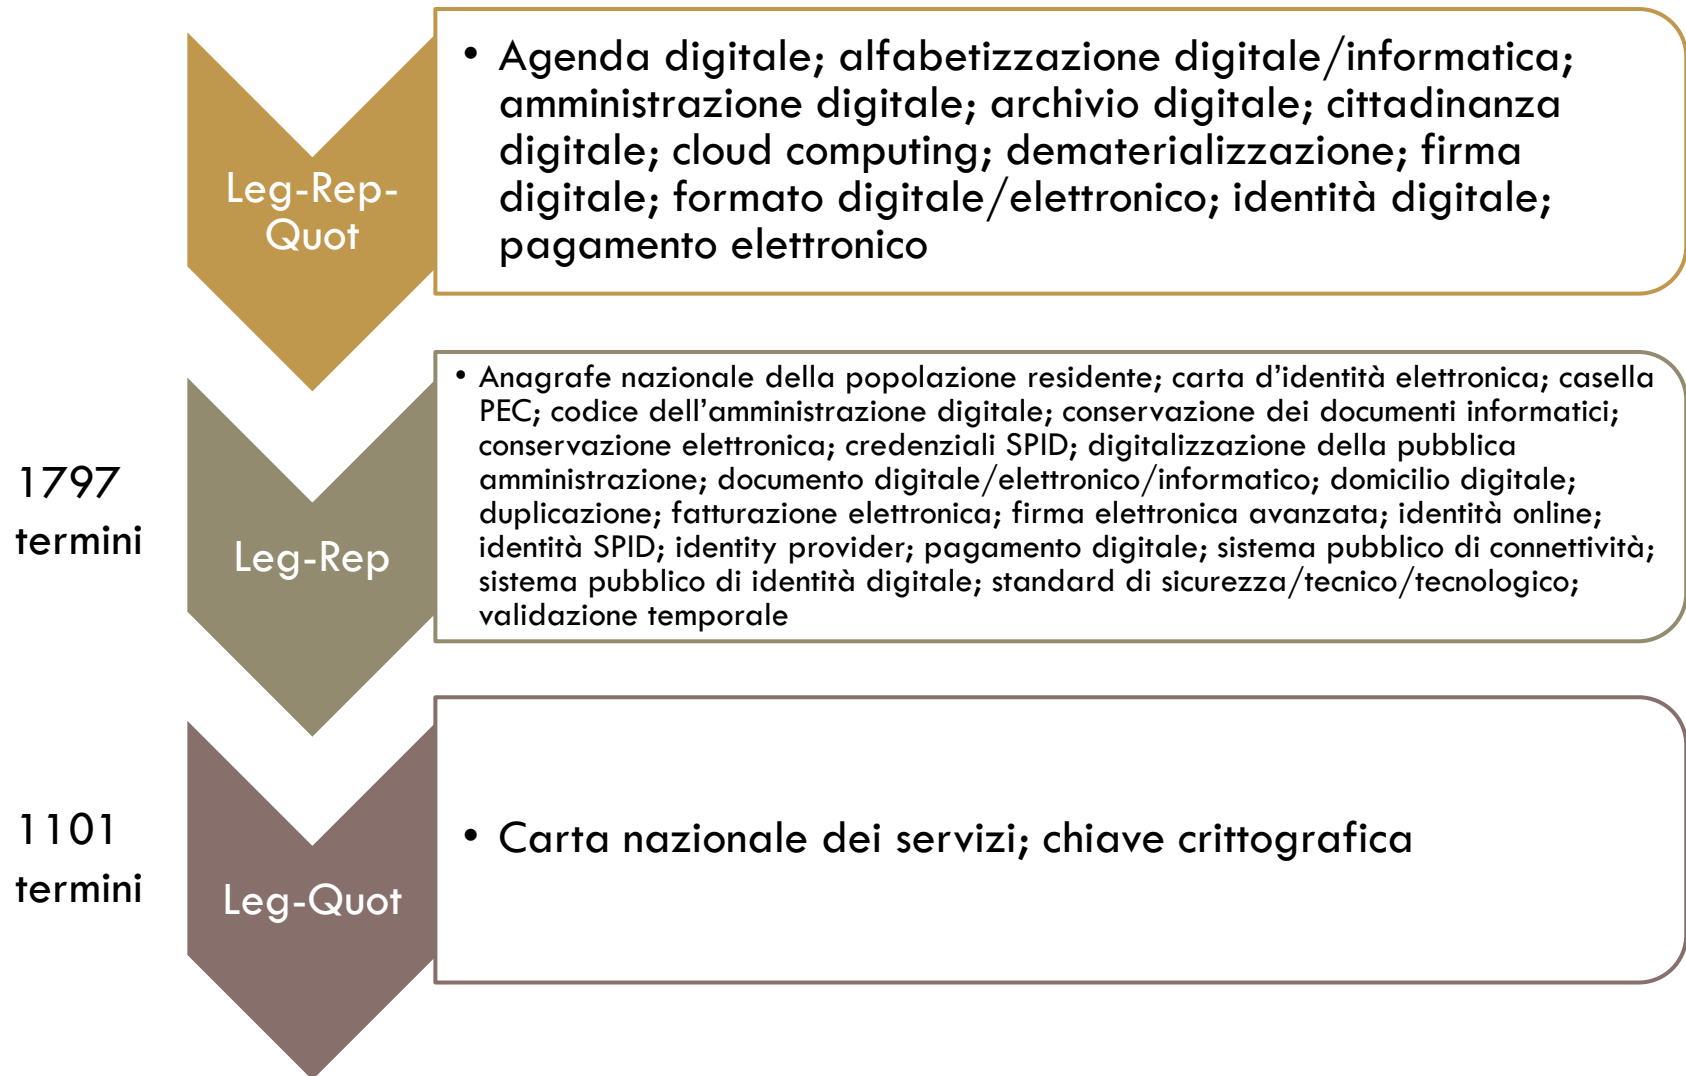 Leg-Rep-
Quot
• Agenda digitale; alfabetizzazione digitale/informatica;
amministrazione digitale; archivio digitale; cittadinanza
digitale; cloud computing; dematerializzazione; firma
digitale; formato digitale/elettronico; identità digitale;
pagamento elettronico
1797
termini
Leg-Rep
• Anagrafe nazionale della popolazione residente; carta d’identità elettronica; casella
PEC; codice dell’amministrazione digitale; conservazione dei documenti informatici;
conservazione elettronica; credenziali SPID; digitalizzazione della pubblica
amministrazione; documento digitale/elettronico/informatico; domicilio digitale;
duplicazione; fatturazione elettronica; firma elettronica avanzata; identità online;
identità SPID; identity provider; pagamento digitale; sistema pubblico di connettività;
sistema pubblico di identità digitale; standard di sicurezza/tecnico/tecnologico;
validazione temporale
1101
termini
Leg-Quot
• Carta nazionale dei servizi; chiave crittografica